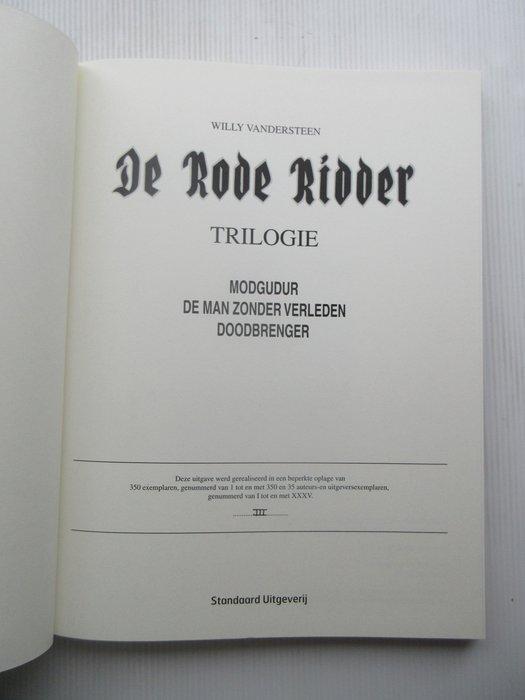 WILLY VANDERSTEEN
De Rode Ridder
TRILOGIE
MODGUDUR
DE MAN ZONDER VERLEDEN
DOODBRENGER
Deze uitgave werd gerealiseerd in een beperkte oplage van
350 exemplaren, genummerd van 1 tot en met 350 en 35 auteurs-en uitgeversexemplaren,
genummerd van I tot en met XXXV.
............III............
Standaard Uitgeverij